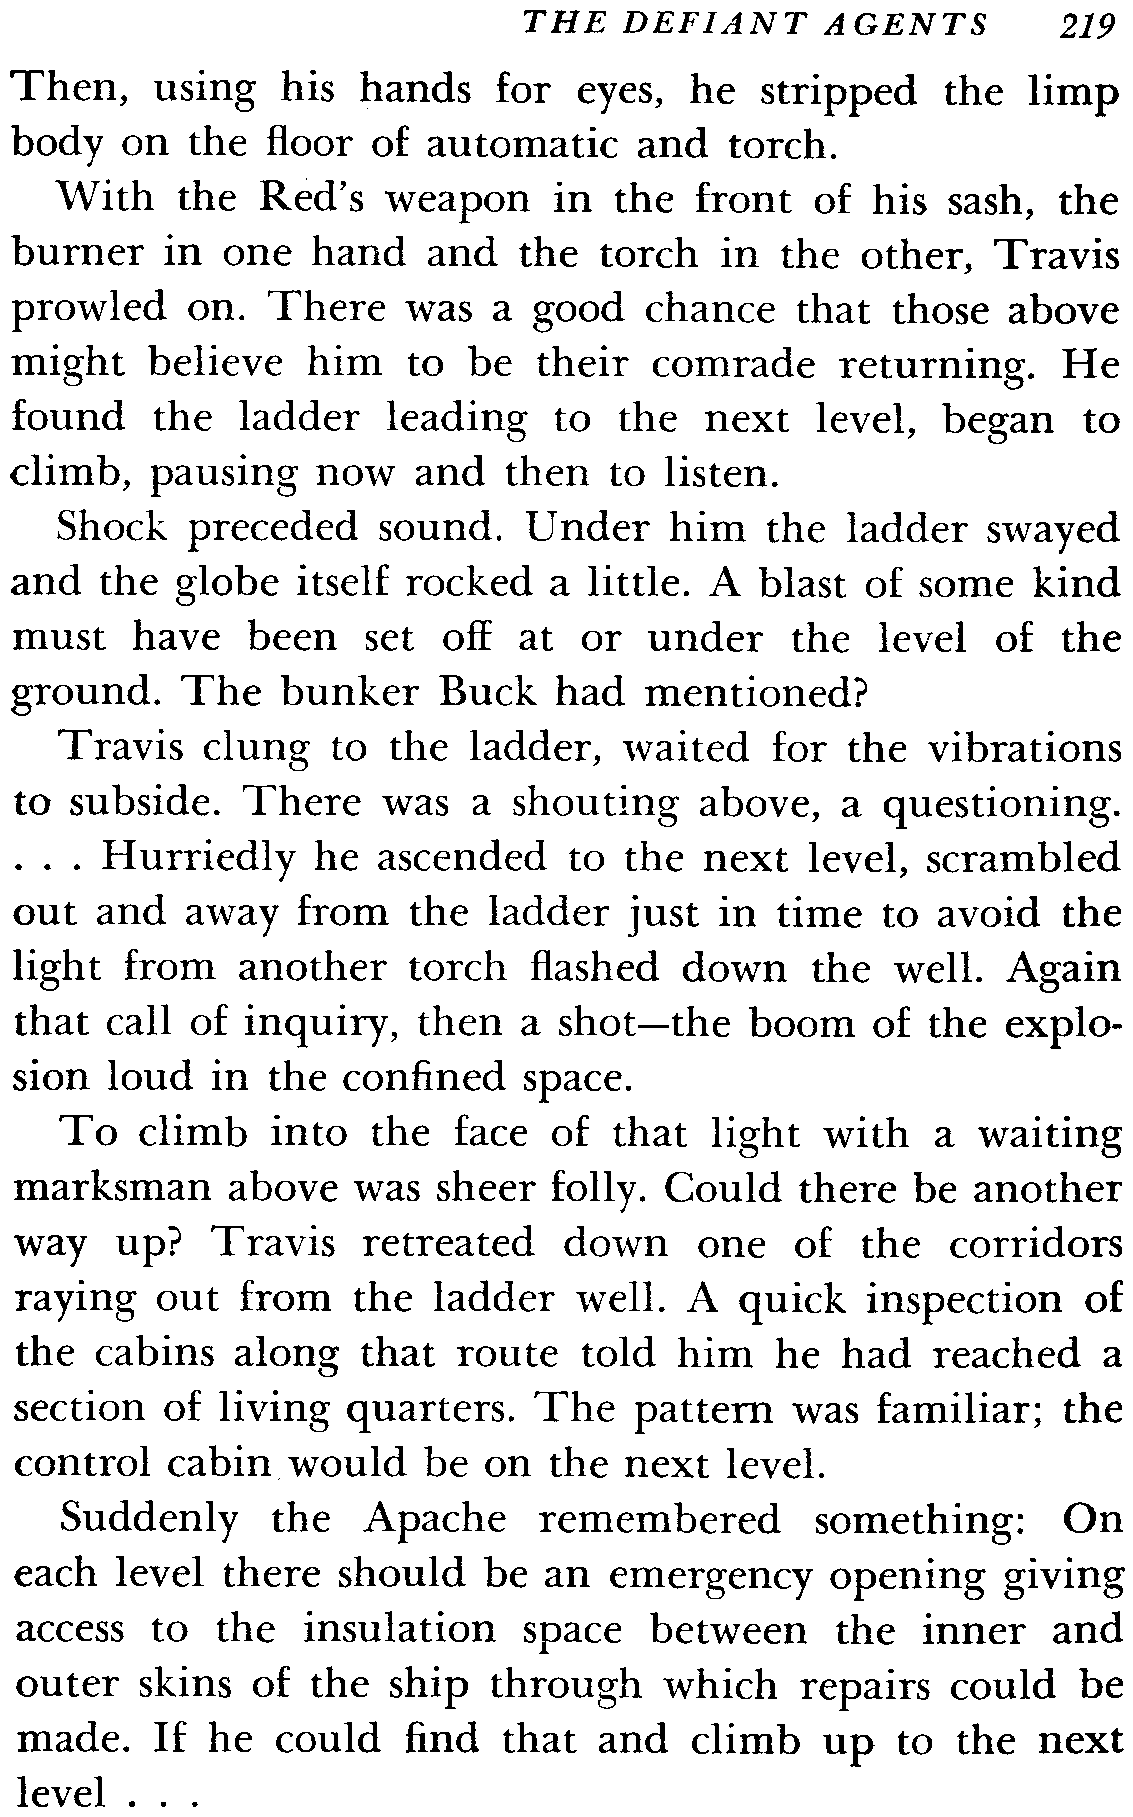 THE DEFIANT AGENTS 219
Then, using his hands for eyes, he stripped the limp
body on the floor of automatic and torch.
With the Red's weapon in the front of his sash, the
burner in one hand and the torch in the other, Travis
prowled on. There was a good chance that those above
might believe him to be their comrade returning. He
found the ladder leading to the next level, began to
climb, pausing now and then to listen.
Shock preceded sound. Under him the ladder swayed
and the globe itself rocked a little. A blast of some kind
must have been set off at or under the level of the
ground. The bunker Buck had mentioned?
Travis clung to the ladder, waited for the vibrations
to subside. There was a shouting above, a questioning.
. . . Hurriedly he ascended to the next level, scrambled
out and away from the ladder just in time to avoid the
light from another torch flashed down the well. Again
that call of inquiry, then a shot—the boom of the explo-
sion loud in the confined space.
To climb into the face of that light with a waiting
marksman above was sheer folly. Could there be another
way up? Travis retreated down one of the corridors
raying out from the ladder well. A quick inspection of
the cabins along that route told him he had reached a
section of living quarters. The pattern was familiar; the
control cabin would be on the next level.
Suddenly the Apache remembered something: On
each level there should be an emergency opening giving
access to the insulation space between the inner and
outer skins of the ship through which repairs could be
made. If he could find that and climb up to the next
level . . .